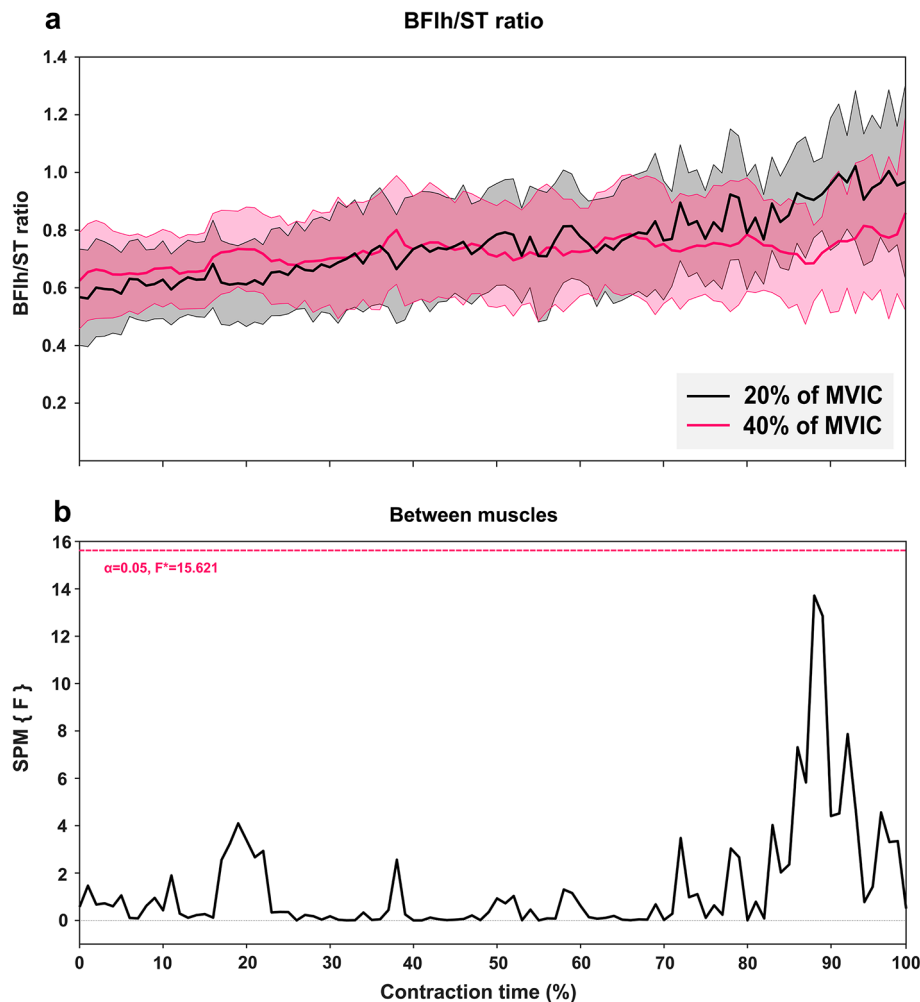 a
BFlh/ST ratio
1.4
1.2
1.0
0.8
0.6
0.4
0.2
BFlh/ST ratio
20% of MVIC
40% of MVIC
b
Between muscles
16
14
12
10
8
6
4
2
0
SPM { F }
α=0.05, F*=15.621
0 10 20 30 40 50 60 70 80 90 100
Contraction time (%)